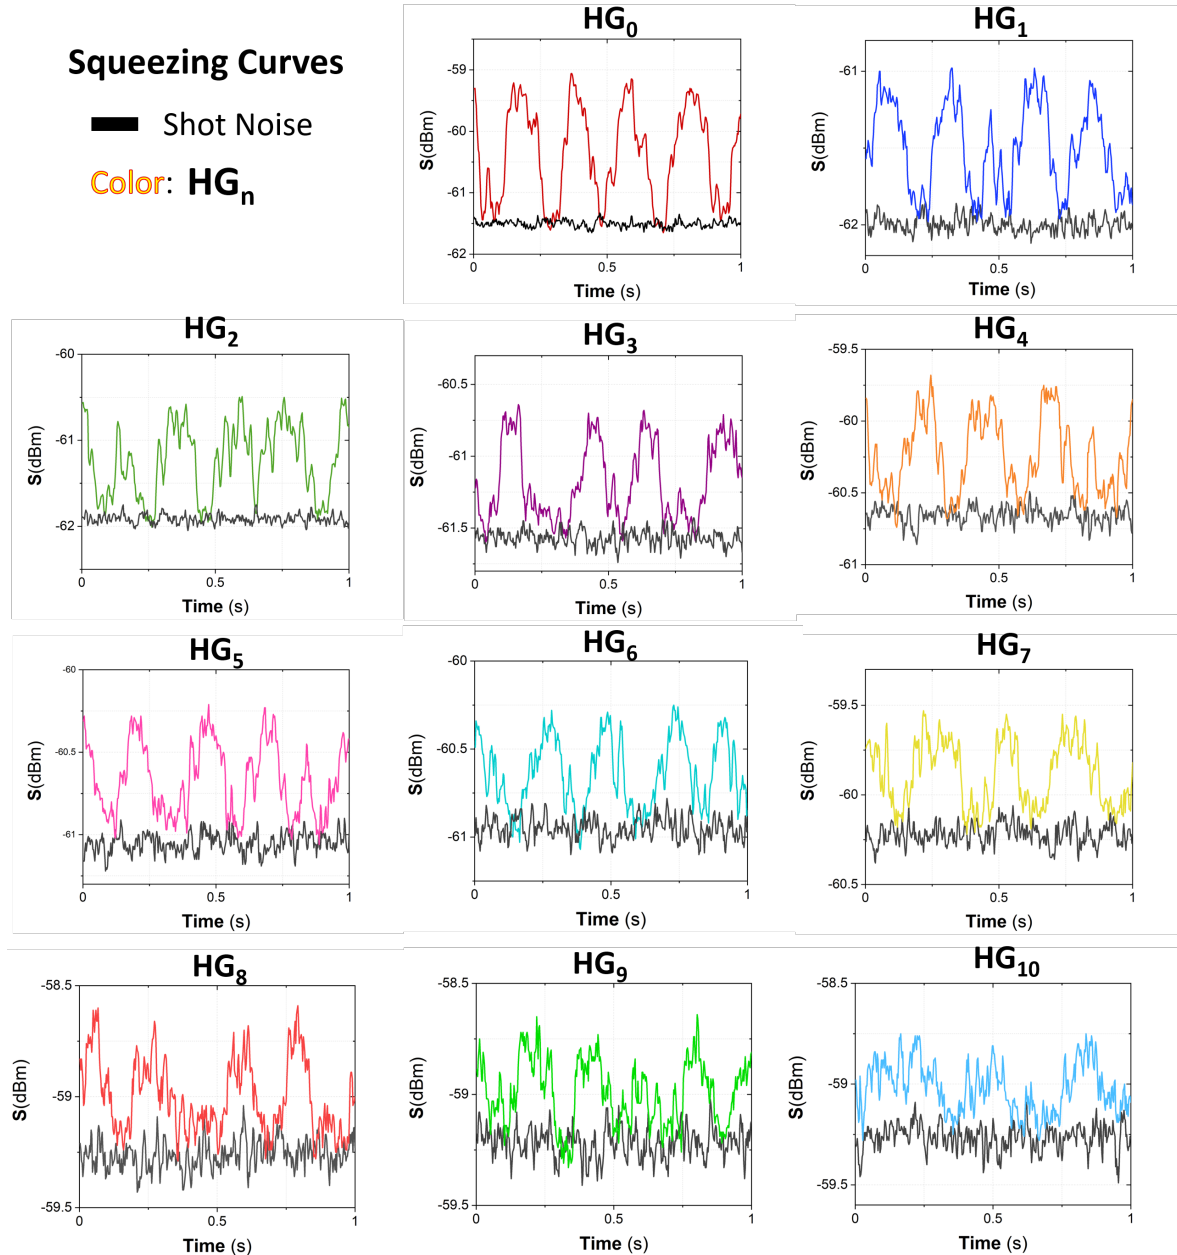 Squeezing Curves
Shot Noise
Color: HGn
HG0
-59
-60
-61
-62
S(dBm)
0 0.5 1
Time (s)
HG1
-61
-62
S(dBm)
0 0.5 1
Time (s)
HG2
-60
-61
-62
S(dBm)
0 0.5 1
Time (s)
HG3
-60.5
-61
-61.5
S(dBm)
0 0.5 1
Time (s)
HG4
-59.5
-60
-60.5
-61
S(dBm)
0 0.5 1
Time (s)
HG5
-60
-60.5
-61
S(dBm)
0 0.5 1
Time (s)
HG6
-60
-60.5
-61
S(dBm)
0 0.5 1
Time (s)
HG7
-59.5
-60
-60.5
S(dBm)
0 0.5 1
Time (s)
HG8
-58.5
-59
-59.5
S(dBm)
0 0.5 1
Time (s)
HG9
-58.5
-59
-59.5
S(dBm)
0 0.5 1
Time (s)
HG10
-58.5
-59
-59.5
S(dBm)
0 0.5 1
Time (s)